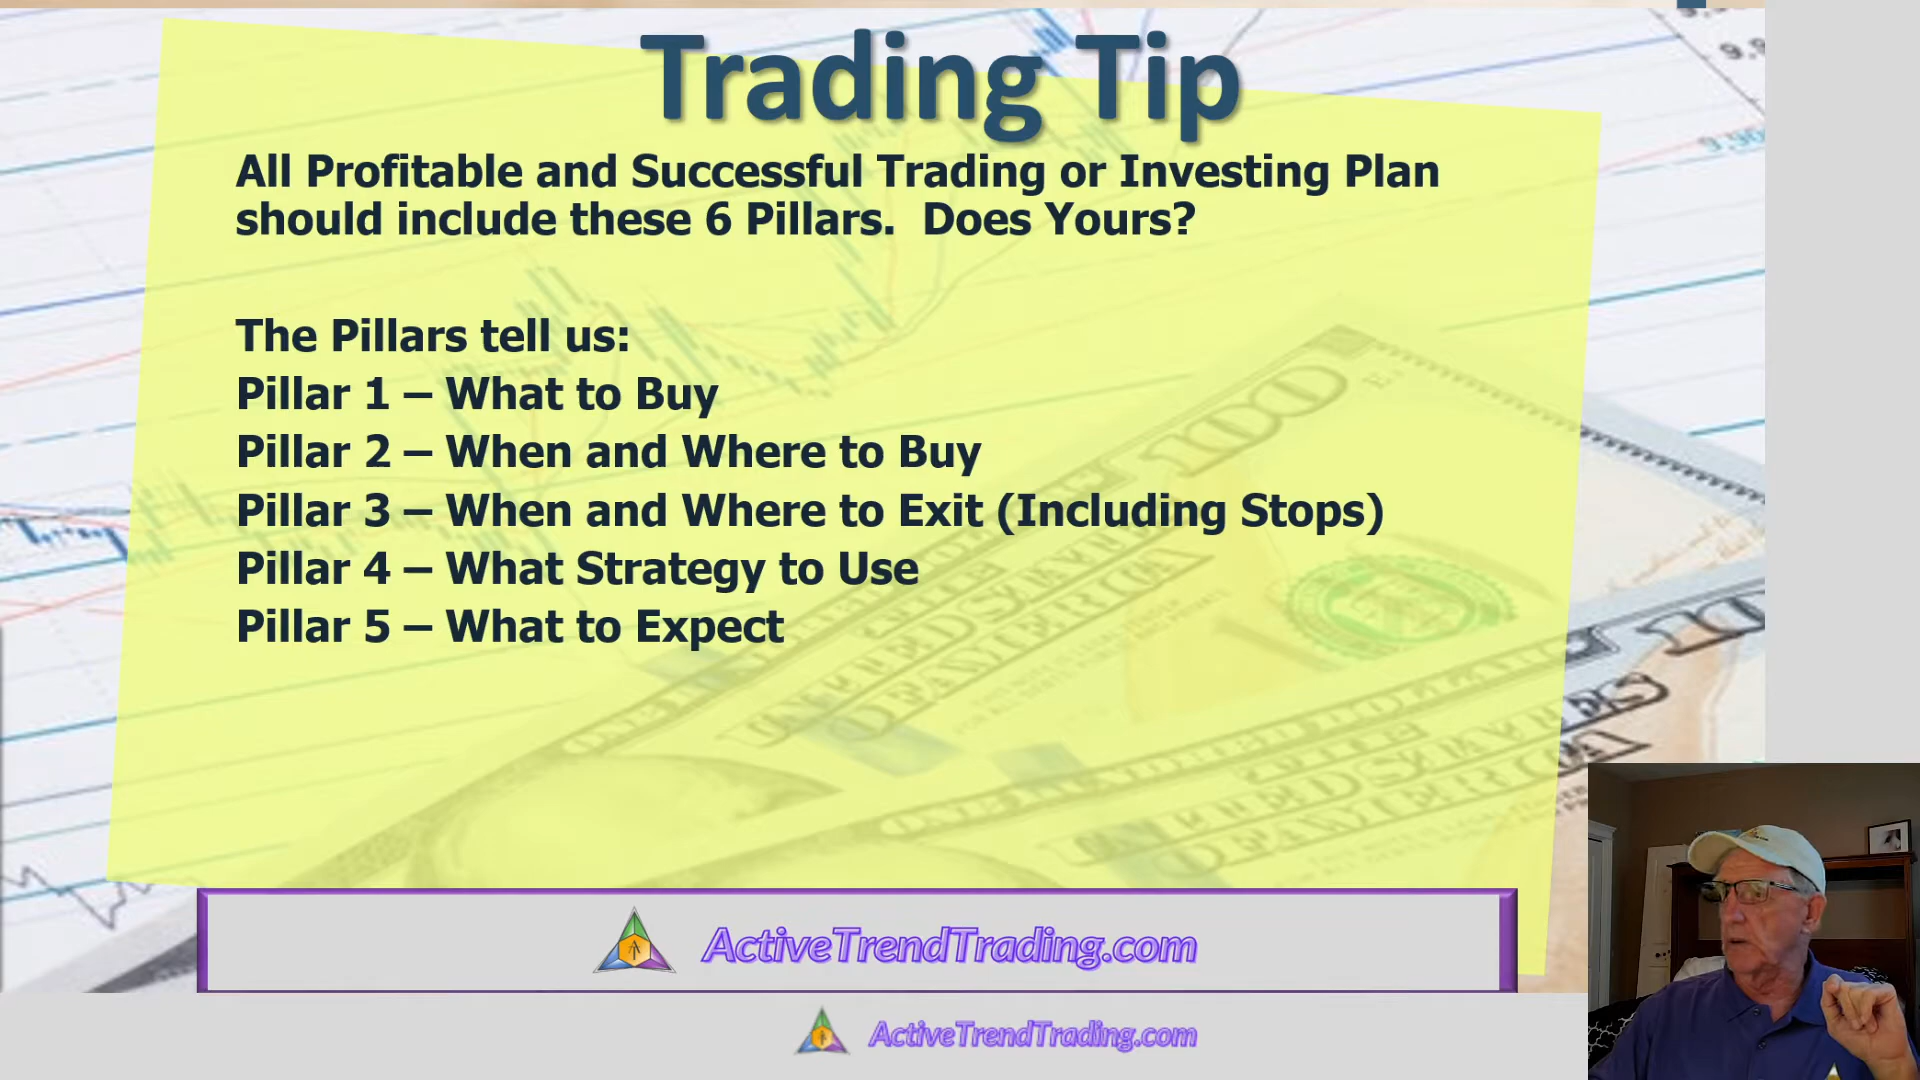 Trading Tip
All Profitable and Successful Trading or Investing Plan
should include these 6 Pillars.  Does Yours?
The Pillars tell us:
Pillar 1 – What to Buy
Pillar 2 – When and Where to Buy
Pillar 3 – When and Where to Exit (Including Stops)
Pillar 4 – What Strategy to Use
Pillar 5 – What to Expect
ActiveTrendTrading.com
ActiveTrendTrading.com